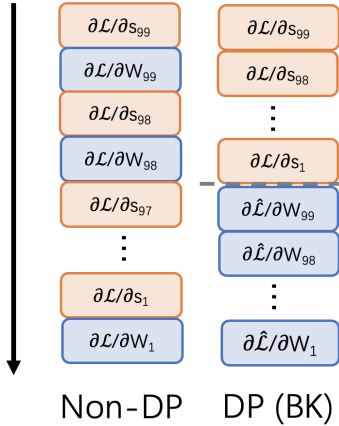 ∂ℒ/∂s₉₉
∂ℒ/∂W₉₉
∂ℒ/∂s₉₈
∂ℒ/∂W₉₈
∂ℒ/∂s₉₇
⋮
∂ℒ/∂s₁
∂ℒ/∂W₁
Non-DP
∂ℒ/∂s₉₉
∂ℒ/∂s₉₈
⋮
∂ℒ/∂s₁
∂ℒ̂/∂W₉₉
∂ℒ̂/∂W₉₈
⋮
∂ℒ̂/∂W₁
DP (BK)